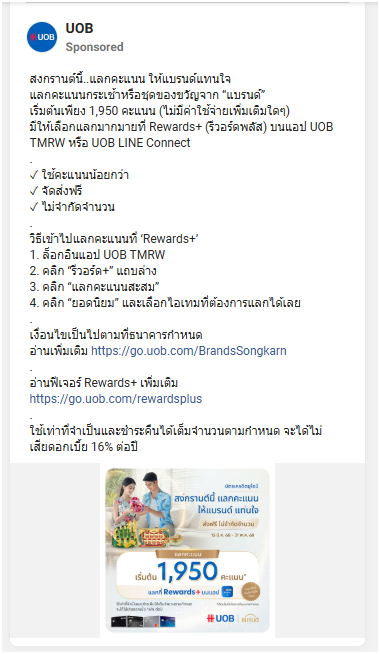 UOB
UOB
Sponsored
สงกรานต์นี้..แลกคะแนน ให้แบรนด์แทนใจ
แลกคะแนนกระเช้าหรือชุดของขวัญจาก “แบรนด์”
เริ่มต้นเพียง 1,950 คะแนน (ไม่มีค่าใช้จ่ายเพิ่มเติมใดๆ)
มีให้เลือกแลกมากมายที่ Rewards+ (รีวอร์ดพลัส) บนแอป UOB
TMRW หรือ UOB LINE Connect
.
✓ ใช้คะแนนน้อยกว่า
✓ จัดส่งฟรี
✓ ไม่จำกัดจำนวน
.
วิธีเข้าไปแลกคะแนนที่ ‘Rewards+’
1. ล็อกอินแอป UOB TMRW
2. คลิก “รีวอร์ด+” แถบล่าง
3. คลิก “แลกคะแนนสะสม”
4. คลิก “ยอดนิยม” และเลือกไอเทมที่ต้องการแลกได้เลย
.
เงื่อนไขเป็นไปตามที่ธนาคารกำหนด
อ่านเพิ่มเติม https://go.uob.com/BrandsSongkarn
.
อ่านฟีเจอร์ Rewards+ เพิ่มเติม
https://go.uob.com/rewardsplus
.
ใช้เท่าที่จำเป็นและชำระคืนได้เต็มจำนวนตามกำหนด จะได้ไม่
เสียดอกเบี้ย 16% ต่อปี
บัตรเครดิตยูโอบี
สงกรานต์นี้ แลกคะแนน
ให้แบรนด์ แทนใจ
ส่งฟรี ไม่จำกัดจำนวน
แลกคะแนน
เริ่มต้น 1,950 คะแนน*
แลกที่ Rewards+ บนแอป
UOB